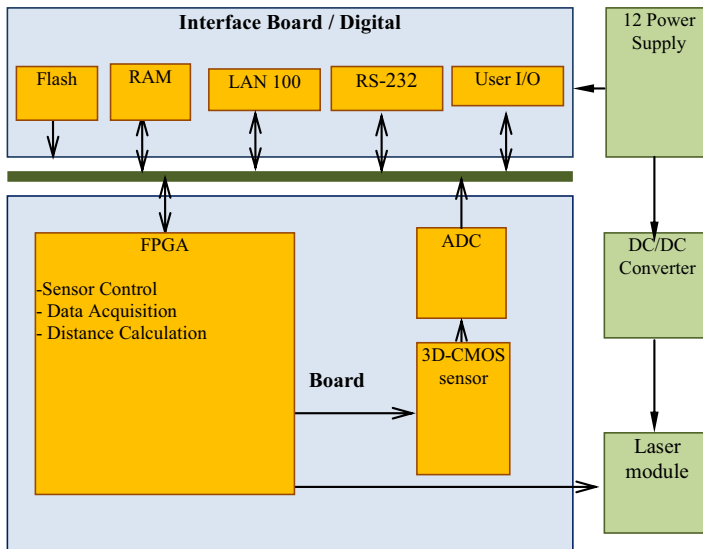 Interface Board / Digital
Flash
RAM
LAN 100
RS-232
User I/O
12 Power
Supply
FPGA
-Sensor Control
- Data Acquisition
- Distance Calculation
ADC
DC/DC
Converter
3D-CMOS
sensor
Board
Laser
module